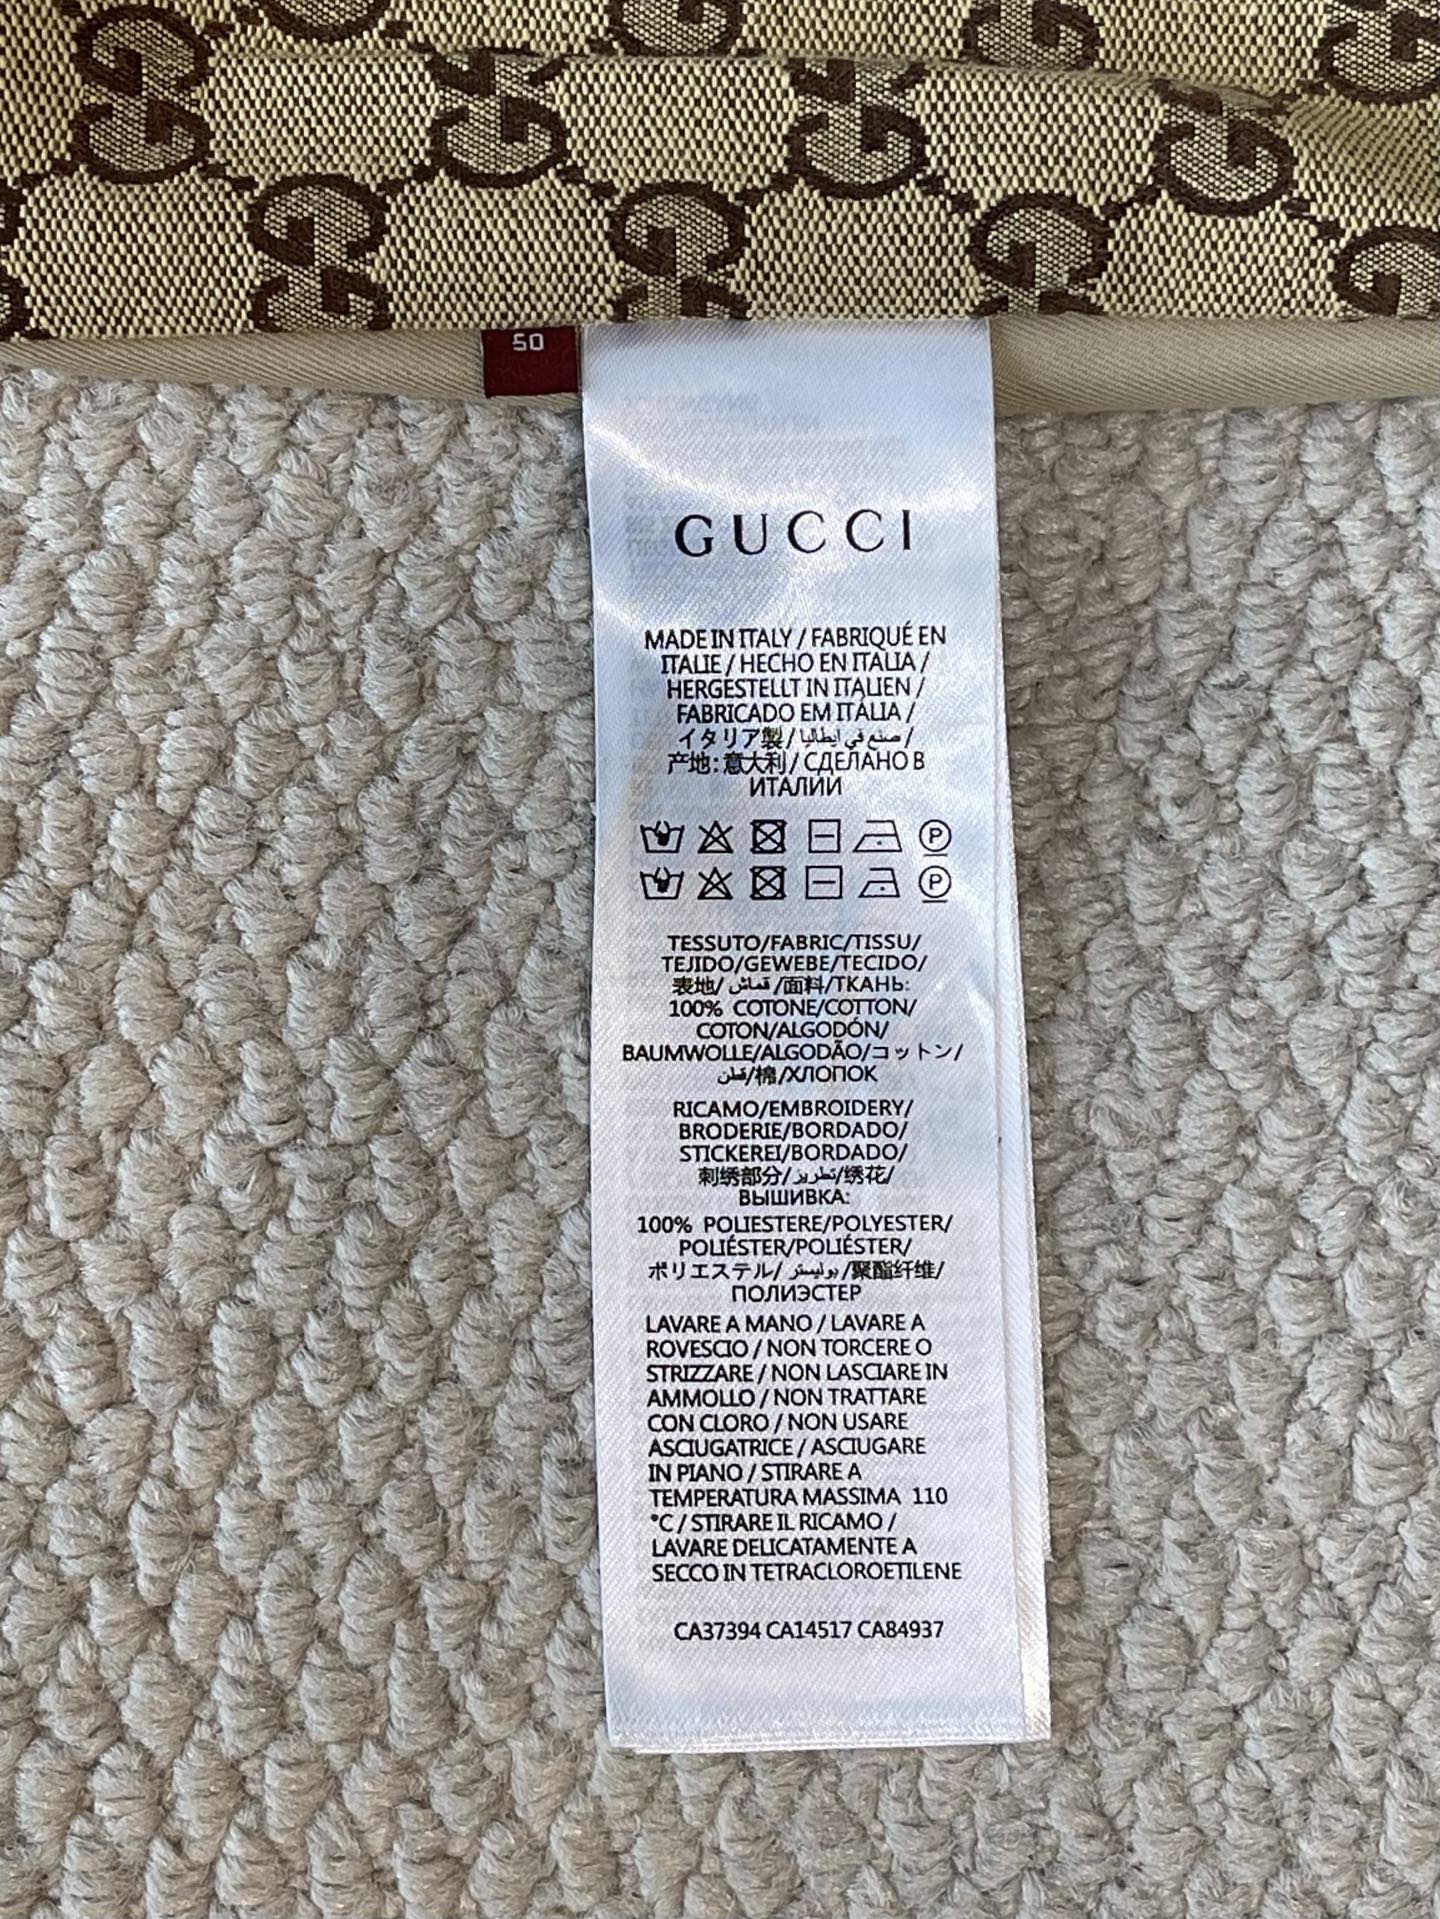 50
GUCCI
MADE IN ITALY / FABRIQUÉ EN
ITALIE / HECHO EN ITALIA /
HERGESTELLT IN ITALIEN /
FABRICADO EM ITÁLIA /
イタリア製 / صنع في ايطاليا /
产地: 意大利 / СДЕЛАНО В
ИТАЛИИ
P
P
TESSUTO/FABRIC/TISSU/
TEJIDO/GEWEBE/TECIDO/
表地/ قماش /面料/ТКАНЬ:
100% COTONE/COTTON/
COTON/ALGODÓN/
BAUMWOLLE/ALGODÃO/コットン/
قطن/棉/ХЛОПОК
RICAMO/EMBROIDERY/
BRODERIE/BORDADO/
STICKEREI/BORDADO/
刺绣部分/تطريز/绣花/
ВЫШИВКА:
100% POLIESTERE/POLYESTER/
POLIÉSTER/POLIÉSTER/
ポリエステル/ بوليستر /聚酯纤维/
ПОЛИЭСТЕР
LAVARE A MANO / LAVARE A
ROVESCIO / NON TORCERE O
STRIZZARE / NON LASCIARE IN
AMMOLLO / NON TRATTARE
CON CLORO / NON USARE
ASCIUGATRICE / ASCIUGARE
IN PIANO / STIRARE A
TEMPERATURA MASSIMA 110
°C / STIRARE IL RICAMO /
LAVARE DELICATAMENTE A
SECCO IN TETRACLOROETILENE
CA37394 CA14517 CA84937